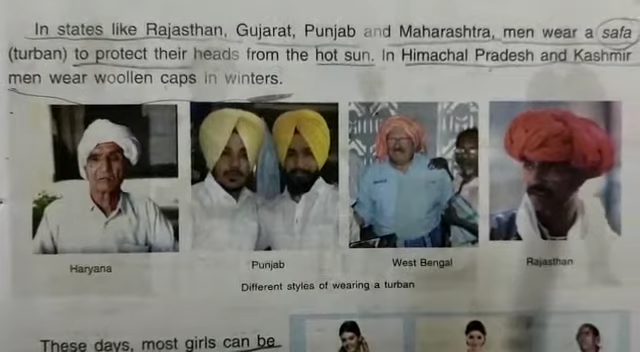 In states like Rajasthan, Gujarat, Punjab and Maharashtra, men wear a safa
(turban) to protect their heads from the hot sun. In Himachal Pradesh and Kashmir
men wear woollen caps in winters.
Haryana
Punjab
West Bengal
Rajasthan
Different styles of wearing a turban
These days, most girls can be